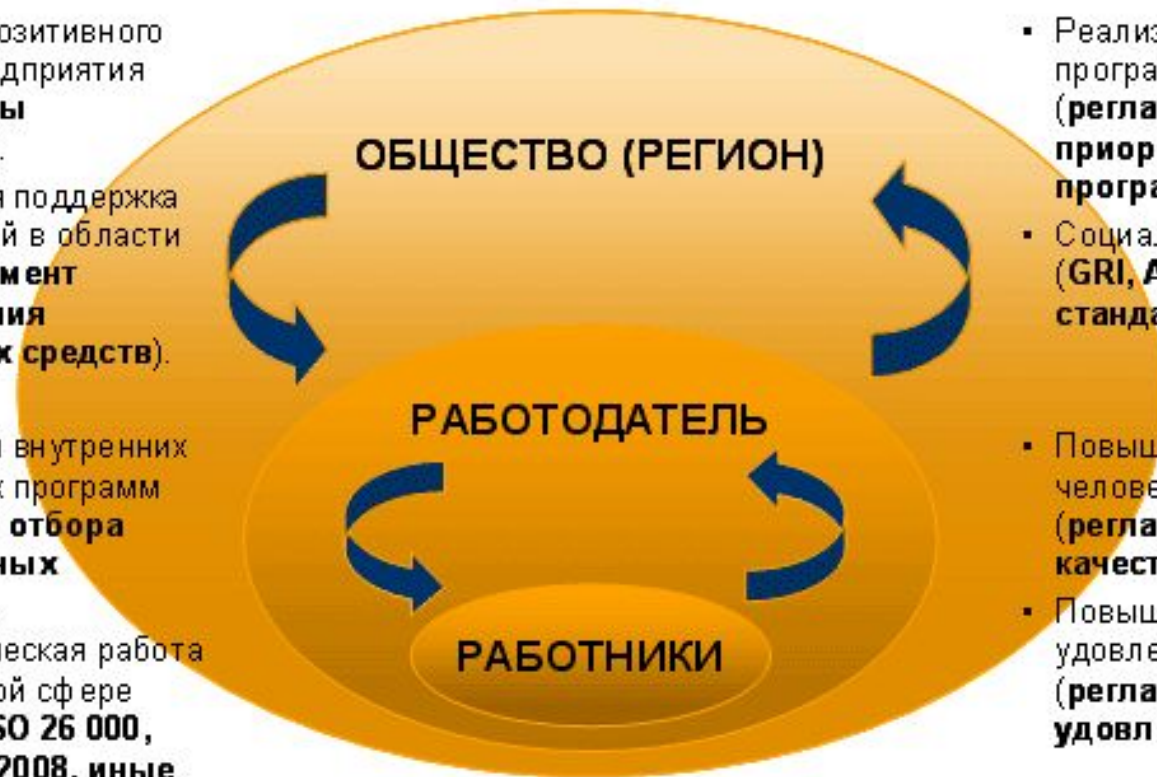 озитивного
дприятия
ы
.
я поддержка
й в области
мент
ния
х средств).
и внутренних
х программ
отбора
ных
еская работа
ой сфере
SO 26 000,
2008, иные
ОБЩЕСТВО (РЕГИОН)
РАБОТОДАТЕЛЬ
РАБОТНИКИ
▪ Реализ
програ
(регла
приор
програ
▪ Социал
(GRI, A
станда
▪ Повыш
челове
(регла
качест
▪ Повыш
удовле
(регла
удовл